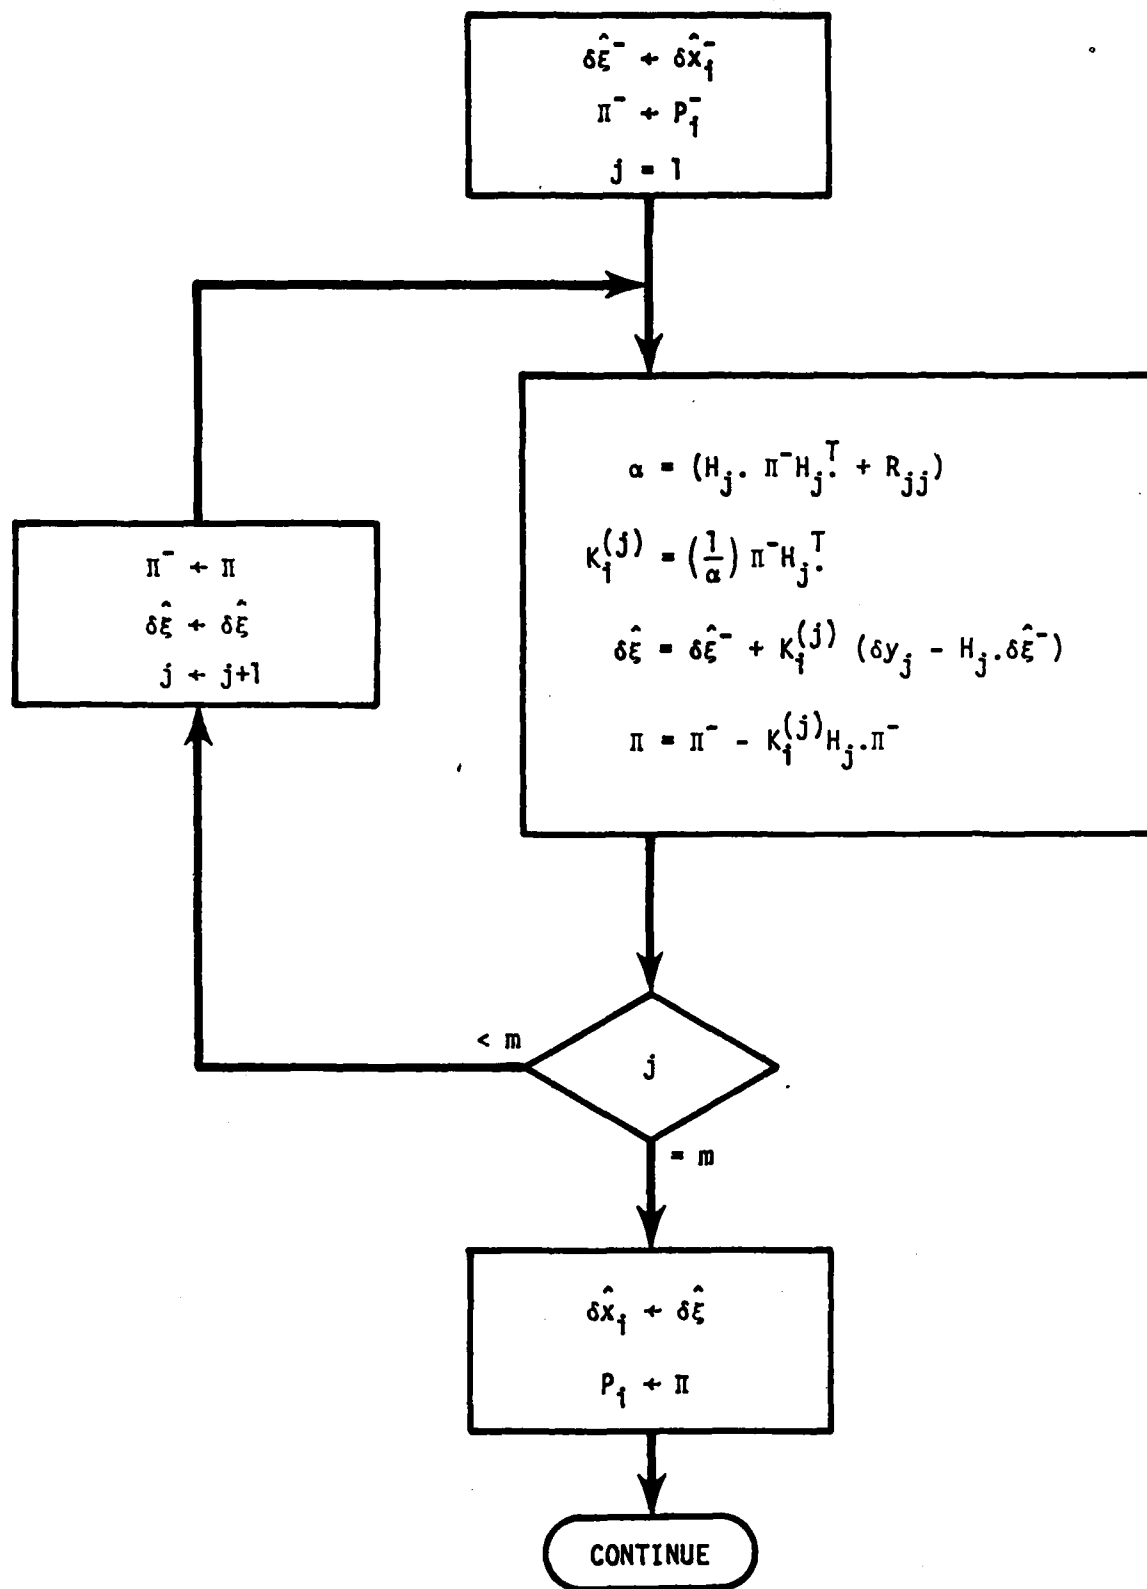 δξ̂⁻ ← δx̂ᵢ⁻
Π⁻ ← Pᵢ⁻
j = 1
α = (Hⱼ. Π⁻Hⱼ.ᵀ + Rⱼⱼ)
Kᵢ⁽ʲ⁾ = (1/α) Π⁻Hⱼ.ᵀ
δξ̂ = δξ̂⁻ + Kᵢ⁽ʲ⁾ (δyⱼ - Hⱼ.δξ̂⁻)
Π = Π⁻ - Kᵢ⁽ʲ⁾Hⱼ.Π⁻
Π⁻ ← Π
δξ̂ ← δξ̂
j ← j+1
< m
j
= m
δx̂ᵢ ← δξ̂
Pᵢ ← Π
CONTINUE